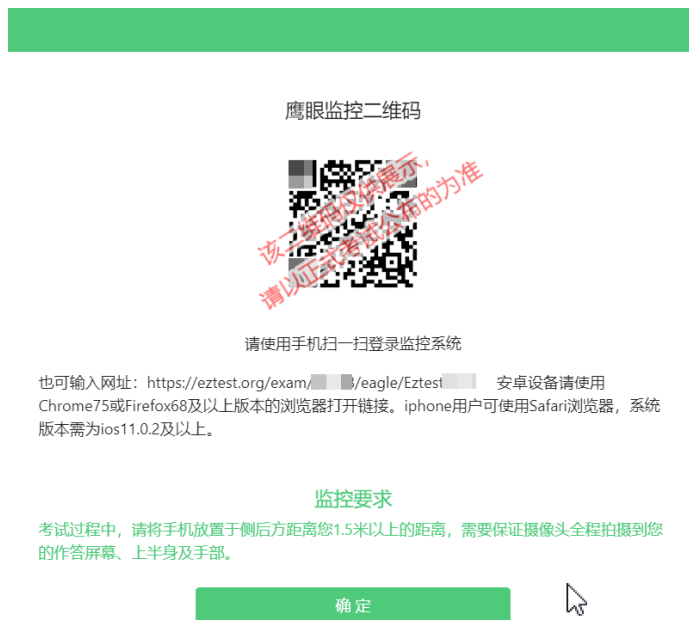 鹰眼监控二维码
该二维码仅供展示，
请以正式考试公布的为准
请使用手机扫一扫登录监控系统
也可输入网址：https://eztest.org/exam/ /eagle/Eztest 安卓设备请使用
Chrome75或Firefox68及以上版本的浏览器打开链接。iphone用户可使用Safari浏览器，系统
版本需为ios11.0.2及以上。
监控要求
考试过程中，请将手机放置于侧后方距离您1.5米以上的距离，需要保证摄像头全程拍摄到您
的作答屏幕、上半身及手部。
确定